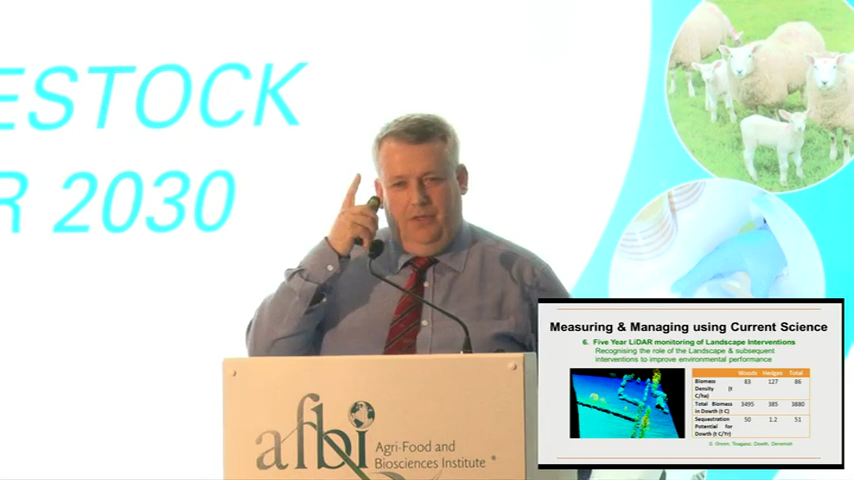 ESTOCK
R 2030
afbi
Agri-Food and
Biosciences Institute
Measuring & Managing using Current Science
6. Five Year LiDAR monitoring of Landscape Interventions
Recognising the role of the Landscape & subsequent
interventions to improve environmental performance
Woods Hedges Total
Biomass Density (t C/ha) 83 127 86
Total Biomass in Dowth (t C) 3495 385 3880
Sequestration Potential for Dowth (t C/Yr) 50 1.2 51
Dowth, Devenish